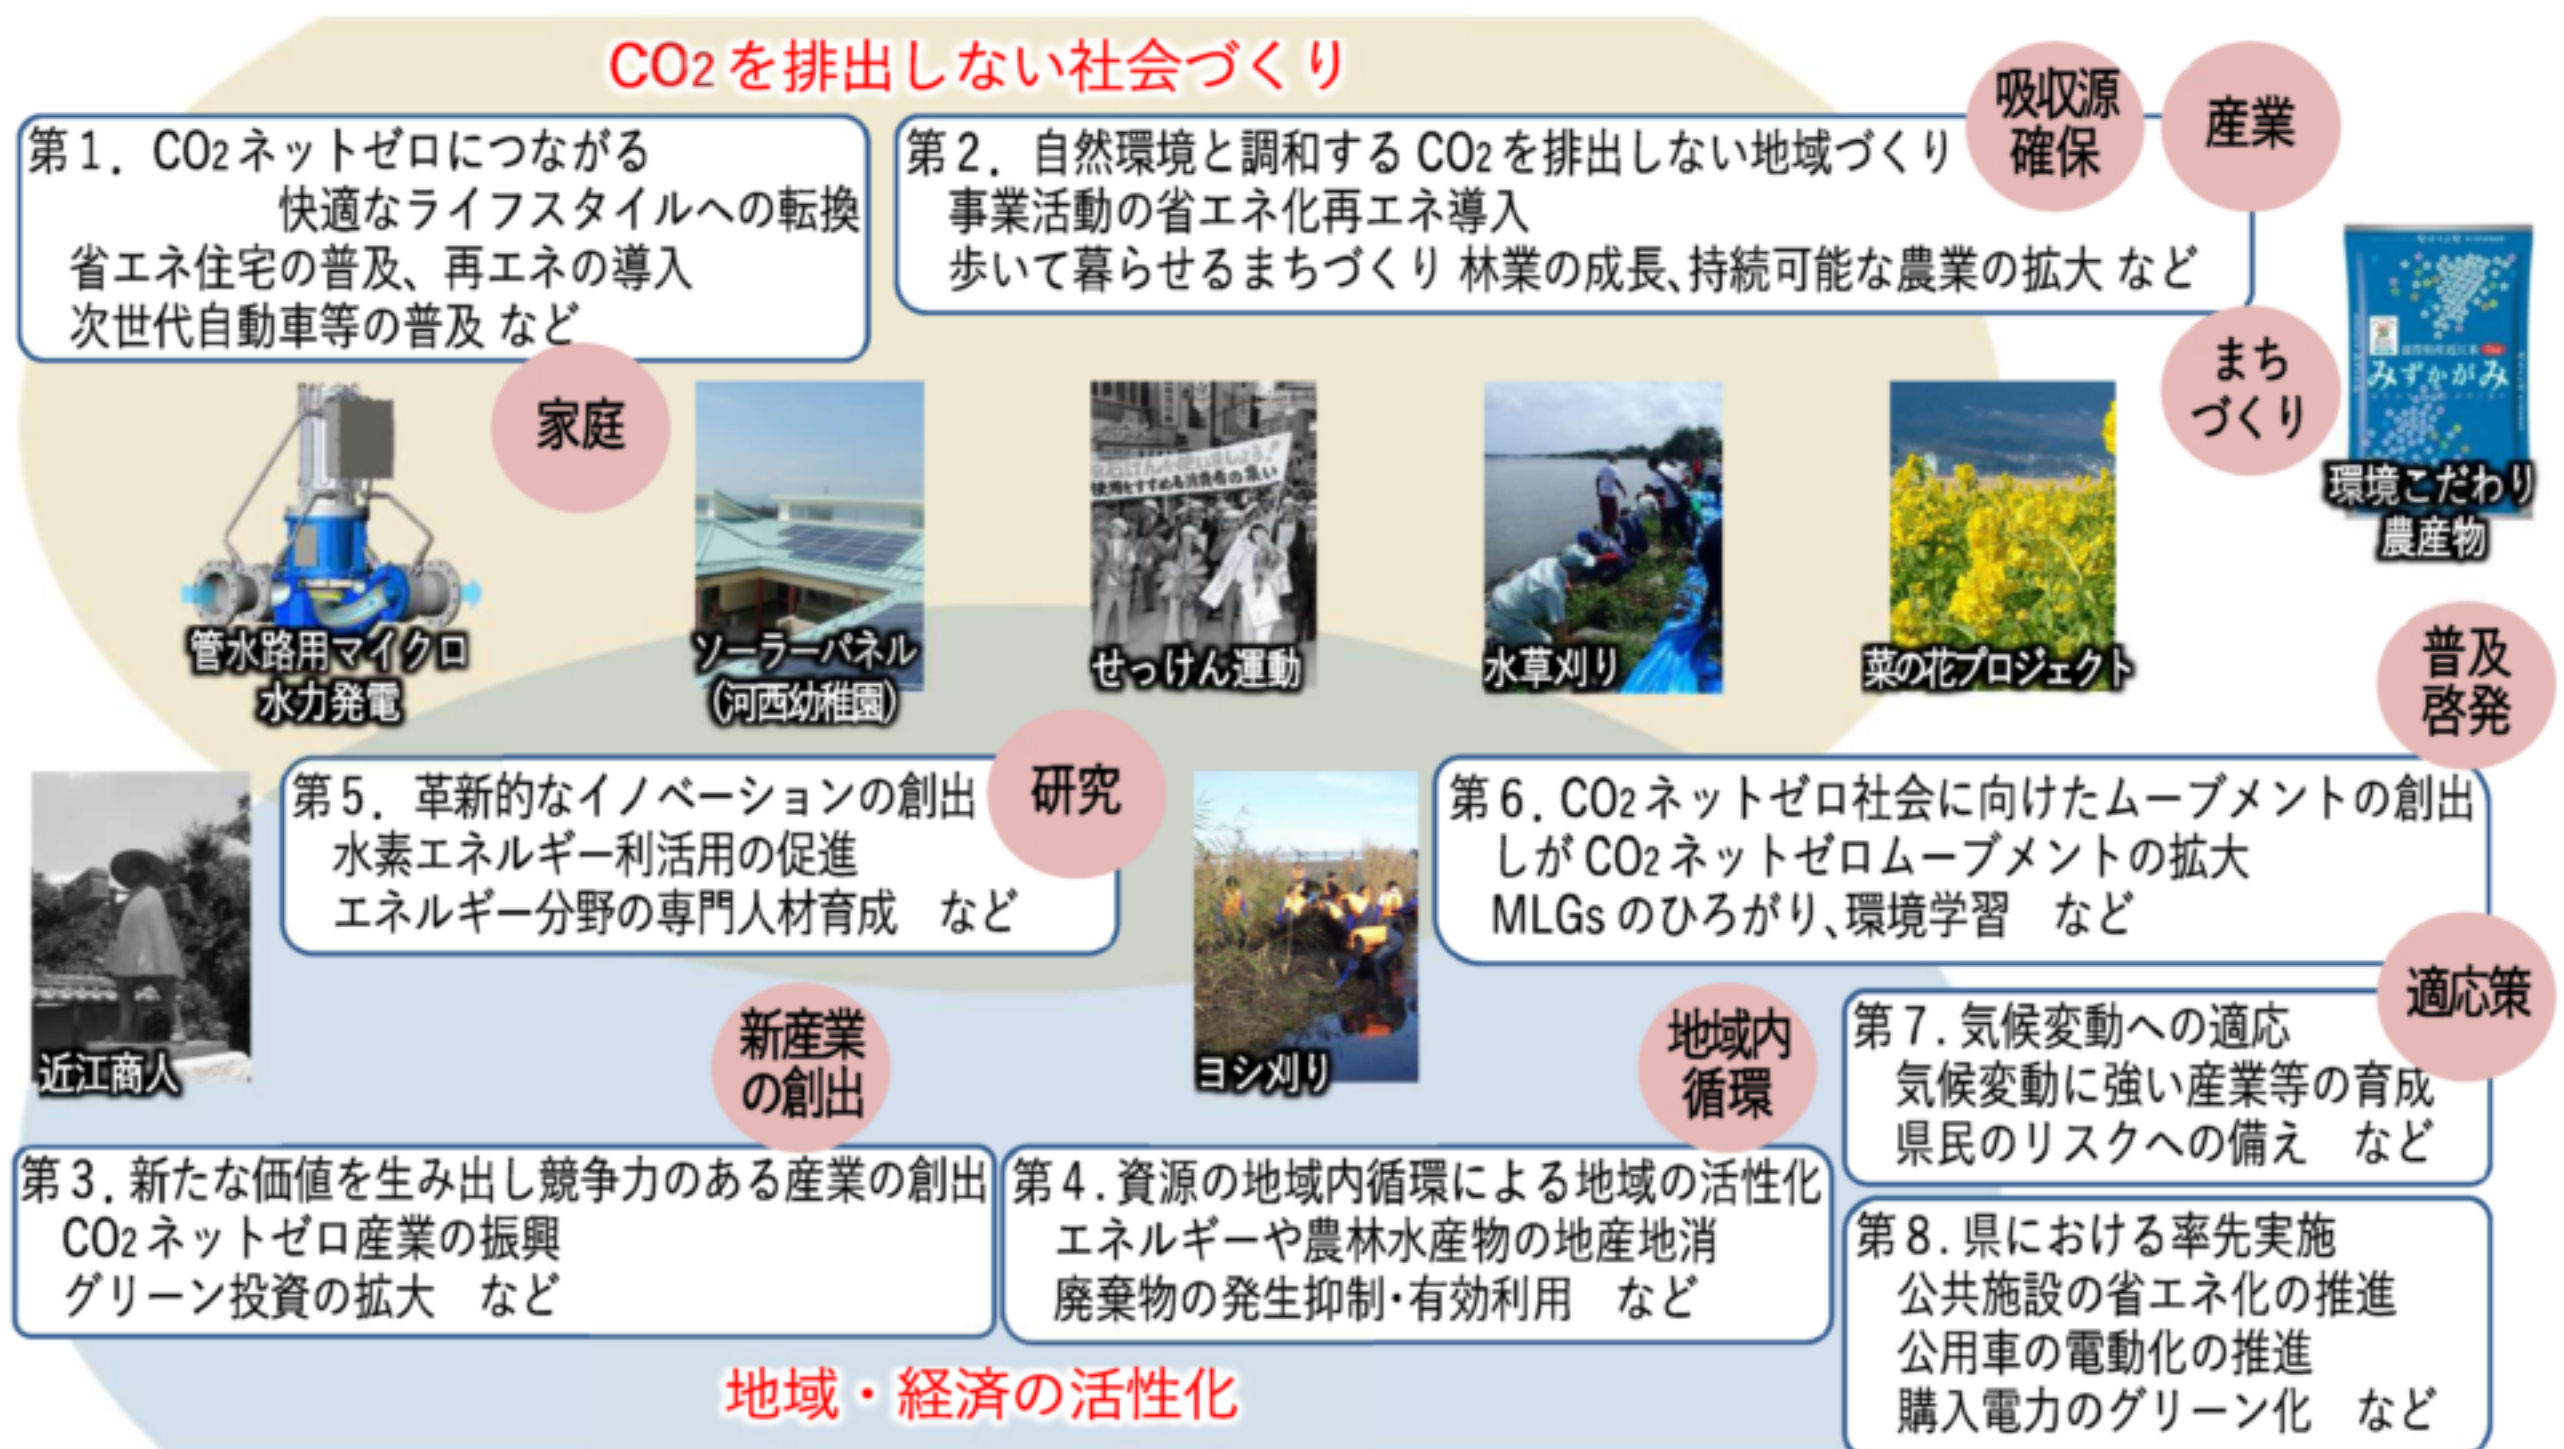 CO2を排出しない社会づくり
吸収源
確保
産業
第1．CO2ネットゼロにつながる
快適なライフスタイルへの転換
省エネ住宅の普及、再エネの導入
次世代自動車等の普及 など
家庭
第2．自然環境と調和するCO2を排出しない地域づくり
事業活動の省エネ化再エネ導入
歩いて暮らせるまちづくり 林業の成長、持続可能な農業の拡大 など
まち
づくり
みずかがみ
環境こだわり
農産物
管水路用マイクロ
水力発電
ソーラーパネル
(河西幼稚園)
使用をすすめる消費者の集い
せっけん運動
水草刈り
菜の花プロジェクト
普及
啓発
近江商人
第5．革新的なイノベーションの創出
水素エネルギー利活用の促進
エネルギー分野の専門人材育成　など
研究
ヨシ刈り
第6．CO2ネットゼロ社会に向けたムーブメントの創出
しがCO2ネットゼロムーブメントの拡大
MLGsのひろがり、環境学習　など
適応策
新産業
の創出
地域内
循環
第7．気候変動への適応
気候変動に強い産業等の育成
県民のリスクへの備え　など
第3．新たな価値を生み出し競争力のある産業の創出
CO2ネットゼロ産業の振興
グリーン投資の拡大　など
第4．資源の地域内循環による地域の活性化
エネルギーや農林水産物の地産地消
廃棄物の発生抑制･有効利用　など
第8．県における率先実施
公共施設の省エネ化の推進
公用車の電動化の推進
購入電力のグリーン化　など
地域・経済の活性化